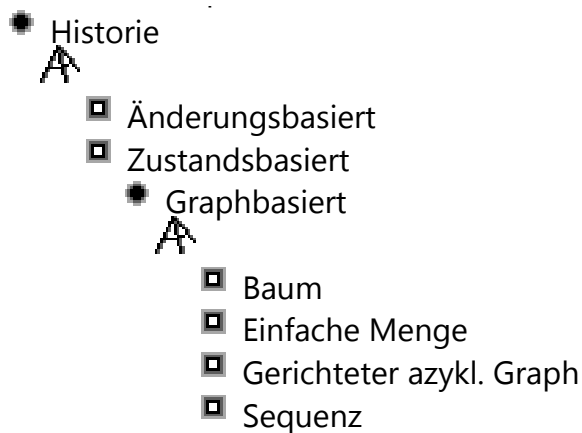 Historie
Änderungsbasiert
Zustandsbasiert
Graphbasiert
Baum
Einfache Menge
Gerichteter azykl. Graph
Sequenz